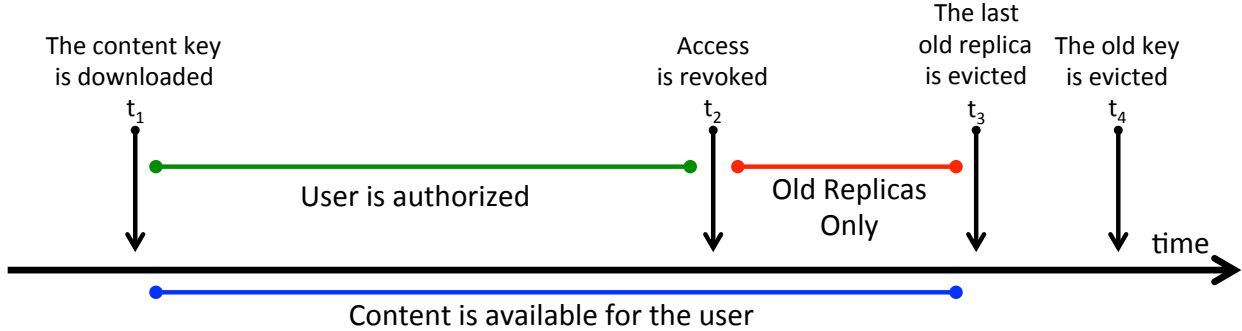 The content key
is downloaded
t1
Access
is revoked
t2
The last
old replica
is evicted
t3
The old key
is evicted
t4
User is authorized
Old Replicas
Only
time
Content is available for the user